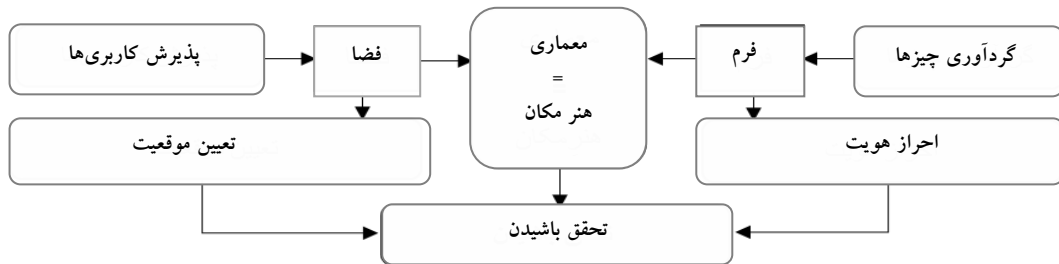 گردآوری چیزها
فرم
معماری
=
هنر مکان
فضا
پذیرش کاربری‌ها
احراز هویت
تعیین موقعیت
تحقق باشیدن